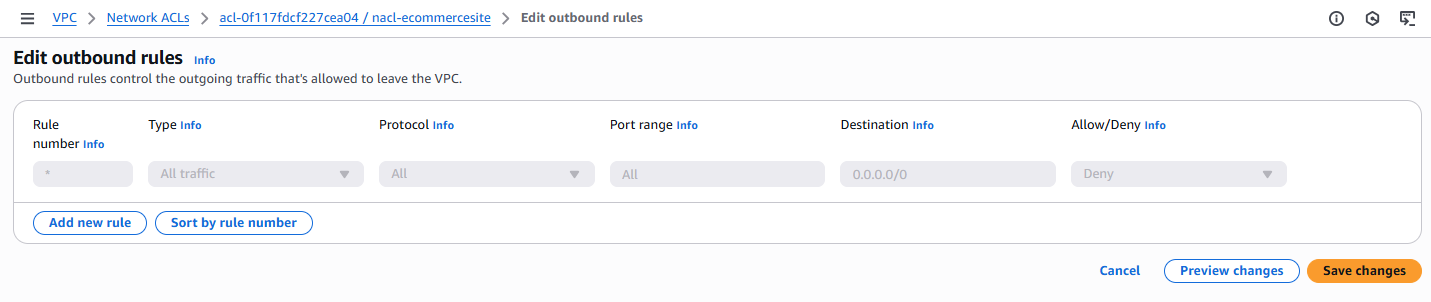 VPC > Network ACLs > acl-0f117fdcf227cea04 / nacl-ecommercesite > Edit outbound rules
Edit outbound rules Info
Outbound rules control the outgoing traffic that's allowed to leave the VPC.
Rule number Info
Type Info
Protocol Info
Port range Info
Destination Info
Allow/Deny Info
* All traffic All All 0.0.0.0/0 Deny
Add new rule Sort by rule number
Cancel Preview changes Save changes